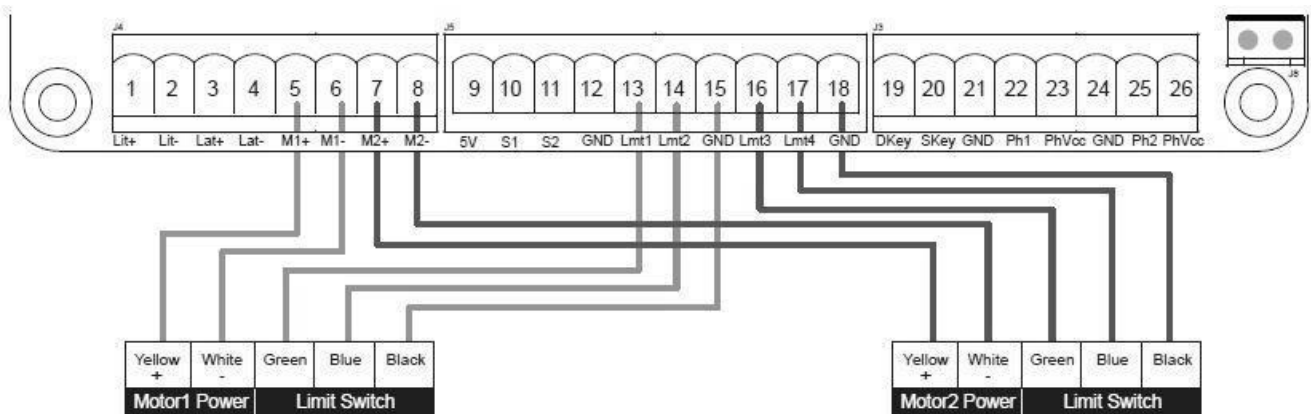 J4 J5 J3 J8
1 2 3 4 5 6 7 8 9 10 11 12 13 14 15 16 17 18 19 20 21 22 23 24 25 26
Lit+ Lit- Lat+ Lat- M1+ M1- M2+ M2- 5V S1 S2 GND Lmt1 Lmt2 GND Lmt3 Lmt4 GND DKey SKey GND Ph1 PhVcc GND Ph2 PhVcc
Yellow White Green Blue Black Yellow White Green Blue Black
+ - + -
Motor1 Power Limit Switch Motor2 Power Limit Switch